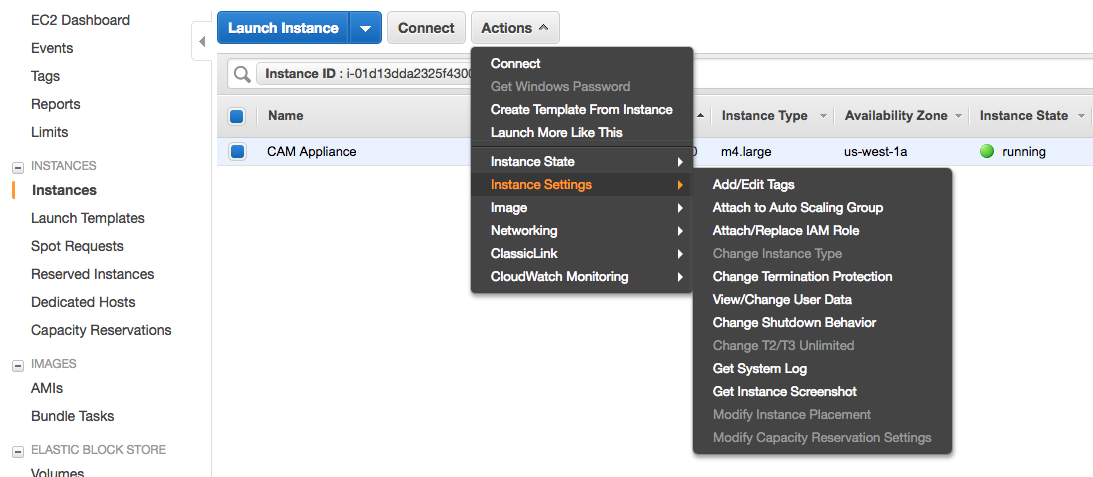 EC2 Dashboard
Events
Tags
Reports
Limits
INSTANCES
Instances
Launch Templates
Spot Requests
Reserved Instances
Dedicated Hosts
Capacity Reservations
IMAGES
AMIs
Bundle Tasks
ELASTIC BLOCK STORE
Volumes
Launch Instance
Connect
Actions
Instance ID : i-01d13dda2325f4300
Name
Instance Type
Availability Zone
Instance State
CAM Appliance
m4.large
us-west-1a
running
Connect
Get Windows Password
Create Template From Instance
Launch More Like This
Instance State
Instance Settings
Image
Networking
ClassicLink
CloudWatch Monitoring
Add/Edit Tags
Attach to Auto Scaling Group
Attach/Replace IAM Role
Change Instance Type
Change Termination Protection
View/Change User Data
Change Shutdown Behavior
Change T2/T3 Unlimited
Get System Log
Get Instance Screenshot
Modify Instance Placement
Modify Capacity Reservation Settings